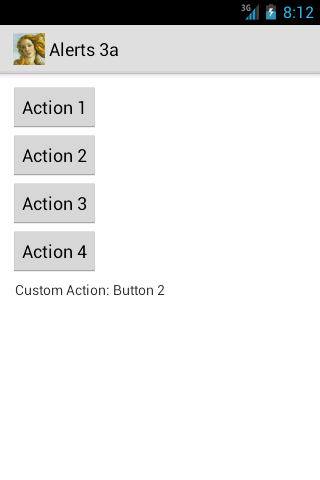 3G 8:12
Alerts 3a
Action 1
Action 2
Action 3
Action 4
Custom Action: Button 2